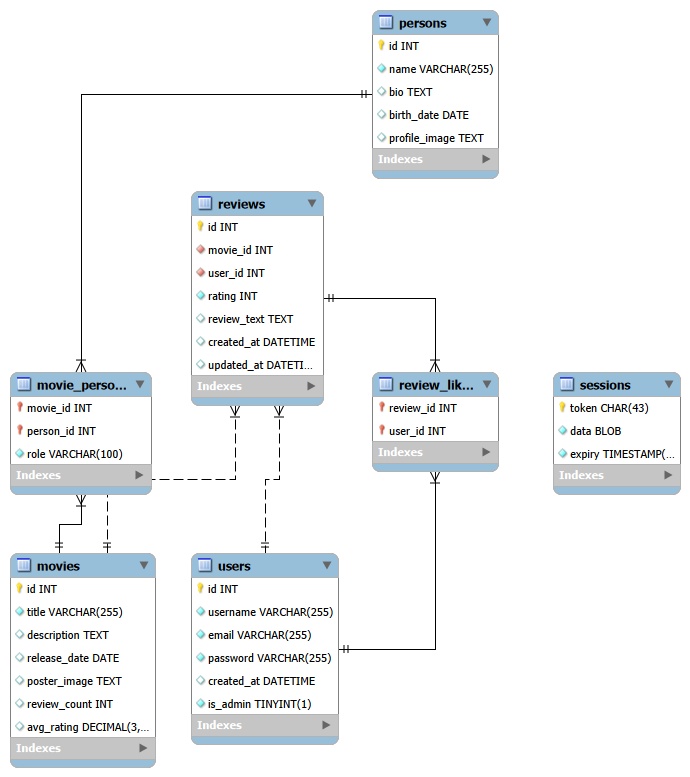 persons
id INT
name VARCHAR(255)
bio TEXT
birth_date DATE
profile_image TEXT
Indexes
reviews
id INT
movie_id INT
user_id INT
rating INT
review_text TEXT
created_at DATETIME
updated_at DATETI...
Indexes
movie_perso...
movie_id INT
person_id INT
role VARCHAR(100)
Indexes
review_lik...
review_id INT
user_id INT
Indexes
sessions
token CHAR(43)
data BLOB
expiry TIMESTAMP(...
Indexes
movies
id INT
title VARCHAR(255)
description TEXT
release_date DATE
poster_image TEXT
review_count INT
avg_rating DECIMAL(3,...
Indexes
users
id INT
username VARCHAR(255)
email VARCHAR(255)
password VARCHAR(255)
created_at DATETIME
is_admin TINYINT(1)
Indexes